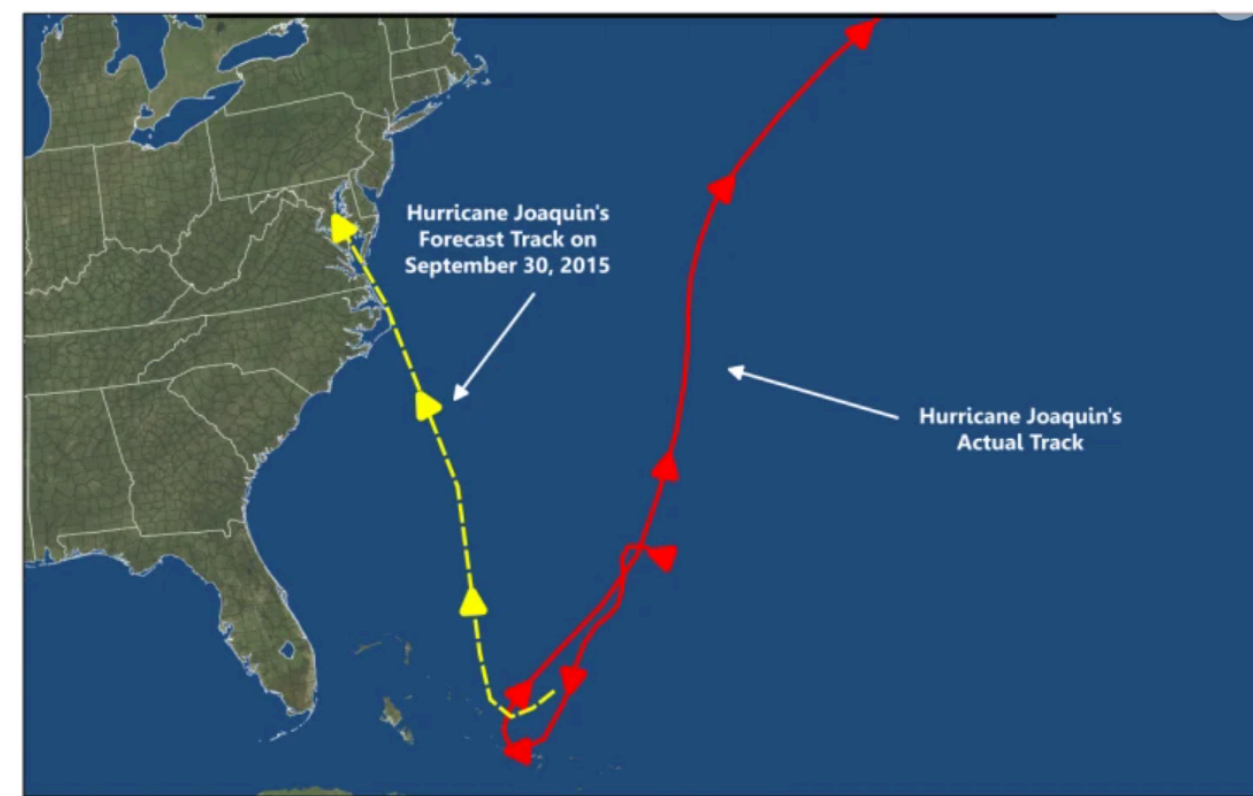 Hurricane Joaquin's
Forecast Track on
September 30, 2015
Hurricane Joaquin's
Actual Track